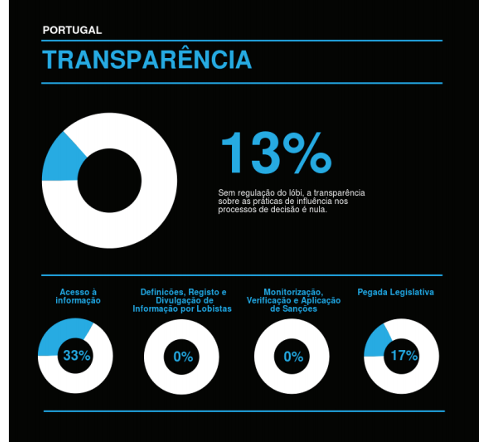 PORTUGAL
TRANSPARÊNCIA
13%
Sem regulação do lóbi, a transparência
sobre as práticas de influência nos
processos de decisão é nula.
Acesso à
informação
Definições, Registo e
Divulgação de
Informação por Lobistas
Monitorização,
Verificação e Aplicação
de Sanções
Pegada Legislativa
33%
0%
0%
17%